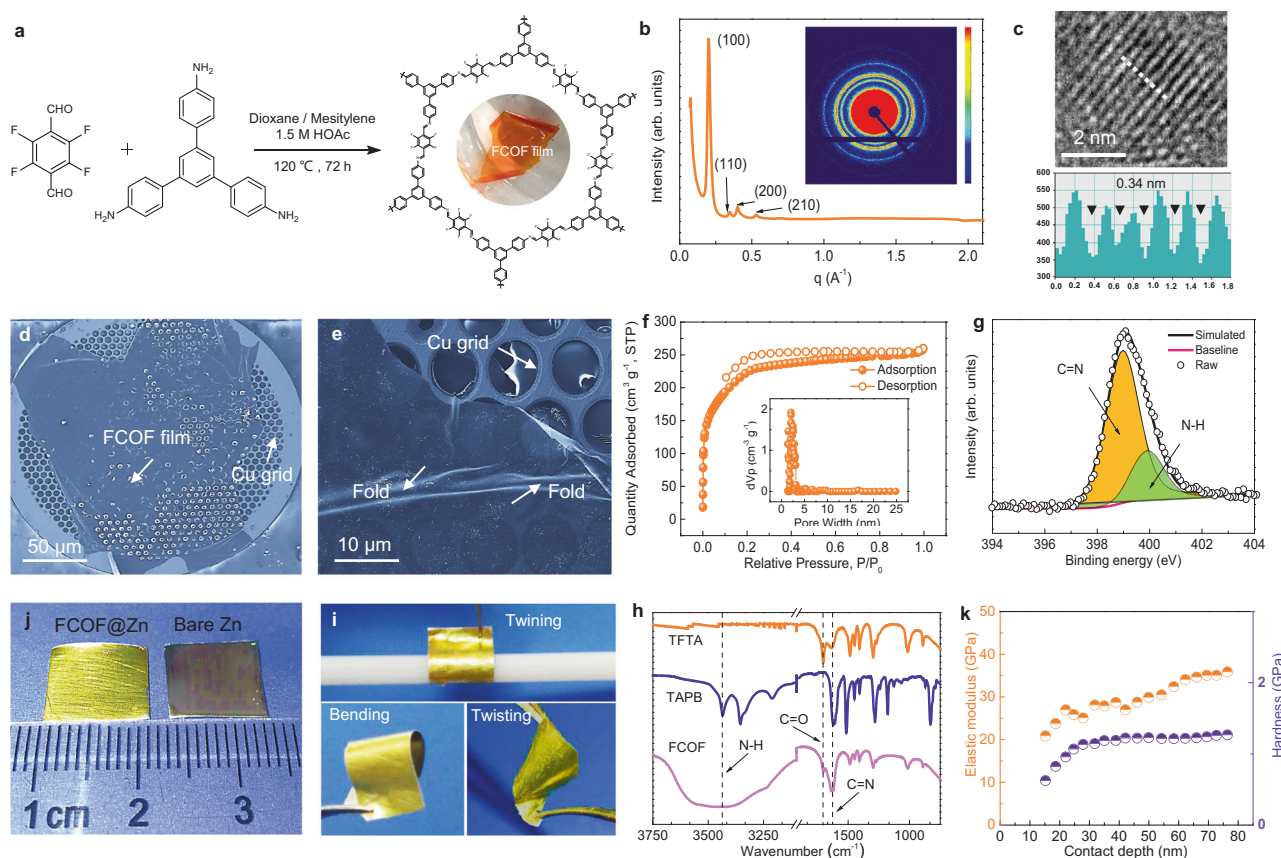 a
CHO
F
F
F
F
CHO
+
NH₂
H₂N
NH₂
Dioxane / Mesitylene
1.5 M HOAc
120 ℃ , 72 h
FCOF film
b
Intensity (arb. units)
(100)
(110)
(200)
(210)
0.0 0.5 1.0 1.5 2.0
q (A⁻¹)
c
2 nm
0.34 nm
600
550
500
450
400
350
300
0.0 0.2 0.4 0.6 0.8 1.0 1.2 1.4 1.6 1.8
d
FCOF film
Cu grid
50 μm
e
Cu grid
Fold
Fold
10 μm
f
Quantity Adsorbed (cm³ g⁻¹, STP)
300
275
250
225
200
175
150
125
100
75
50
25
0
Adsorption
Desorption
dVp (cm⁻³ g⁻¹)
2
1
0
0 5 10 15 20 25
Pore Width (nm)
0.0 0.2 0.4 0.6 0.8 1.0
Relative Pressure, P/P₀
g
Intensity (arb. units)
Simulated
Baseline
Raw
C=N
N-H
394 396 398 400 402 404
Binding energy (eV)
j
FCOF@Zn
Bare Zn
1 cm 2 3
i
Twining
Bending
Twisting
h
TFTA
TAPB
FCOF
C=O
N-H
C=N
3750 3500 3250 1500 1000
Wavenumber (cm⁻¹)
k
Elastic modulus (GPa)
50
40
30
20
10
0
2
1
0
Hardness (GPa)
0 10 20 30 40 50 60 70 80
Contact depth (nm)